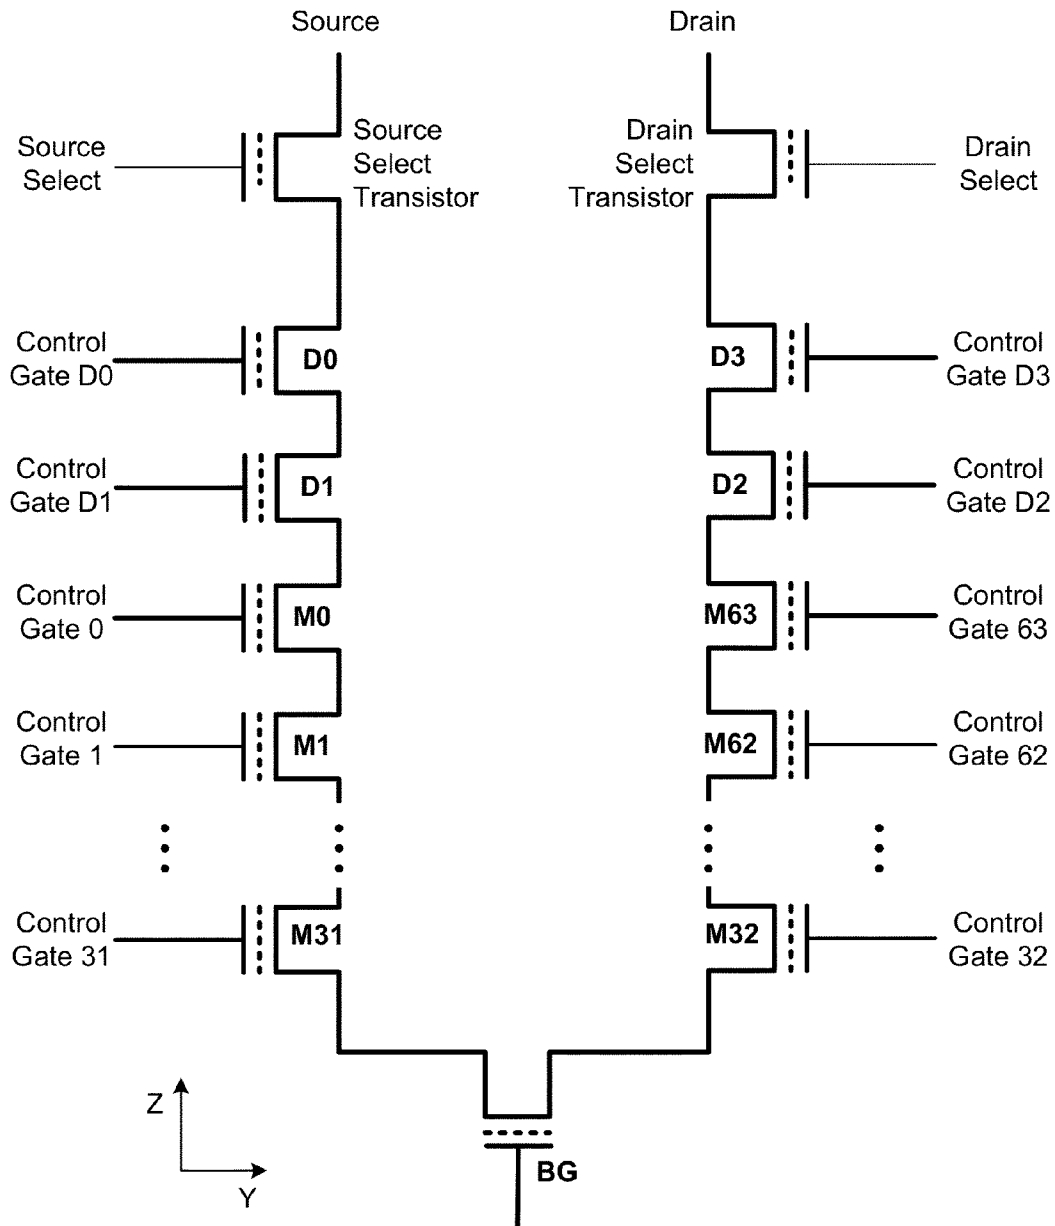 Source
Drain
Source
Select
Source
Select
Transistor
Drain
Select
Transistor
Drain
Select
Control
Gate D0
D0
D3
Control
Gate D3
Control
Gate D1
D1
D2
Control
Gate D2
Control
Gate 0
M0
M63
Control
Gate 63
Control
Gate 1
M1
M62
Control
Gate 62
Control
Gate 31
M31
M32
Control
Gate 32
Z
Y
BG